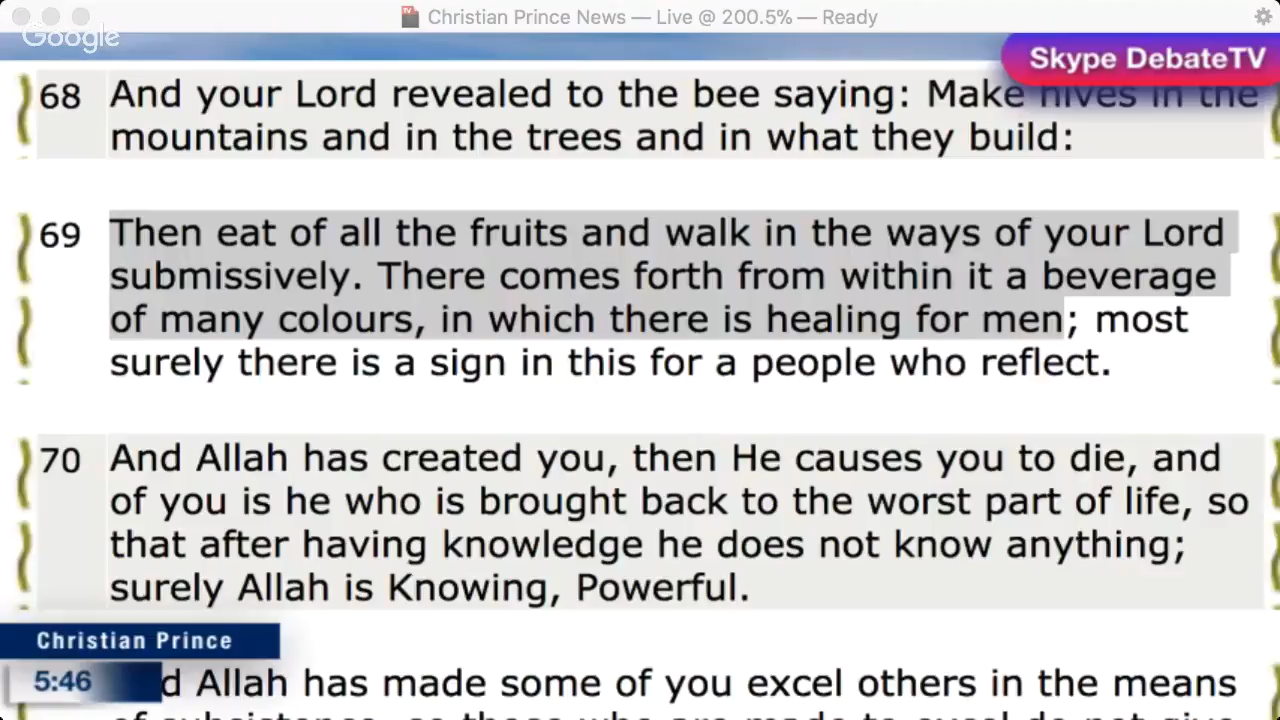 Christian Prince News — Live @ 200.5% — Ready
Google
Skype DebateTV
68 And your Lord revealed to the bee saying: Make hives in the
mountains and in the trees and in what they build:
69 Then eat of all the fruits and walk in the ways of your Lord
submissively. There comes forth from within it a beverage
of many colours, in which there is healing for men; most
surely there is a sign in this for a people who reflect.
70 And Allah has created you, then He causes you to die, and
of you is he who is brought back to the worst part of life, so
that after having knowledge he does not know anything;
surely Allah is Knowing, Powerful.
Christian Prince
5:46
Allah has made some of you excel others in the means